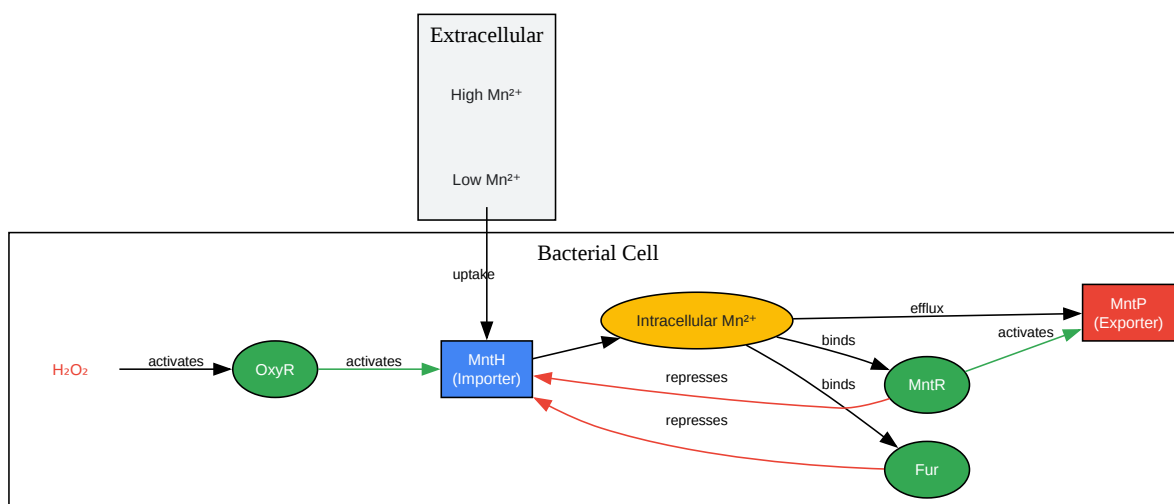 Extracellular
High Mn²⁺
Low Mn²⁺
Bacterial Cell
uptake
H₂O₂
activates
OxyR
activates
MntH
(Importer)
Intracellular Mn²⁺
efflux
MntP
(Exporter)
binds
activates
represses
binds
MntR
represses
Fur